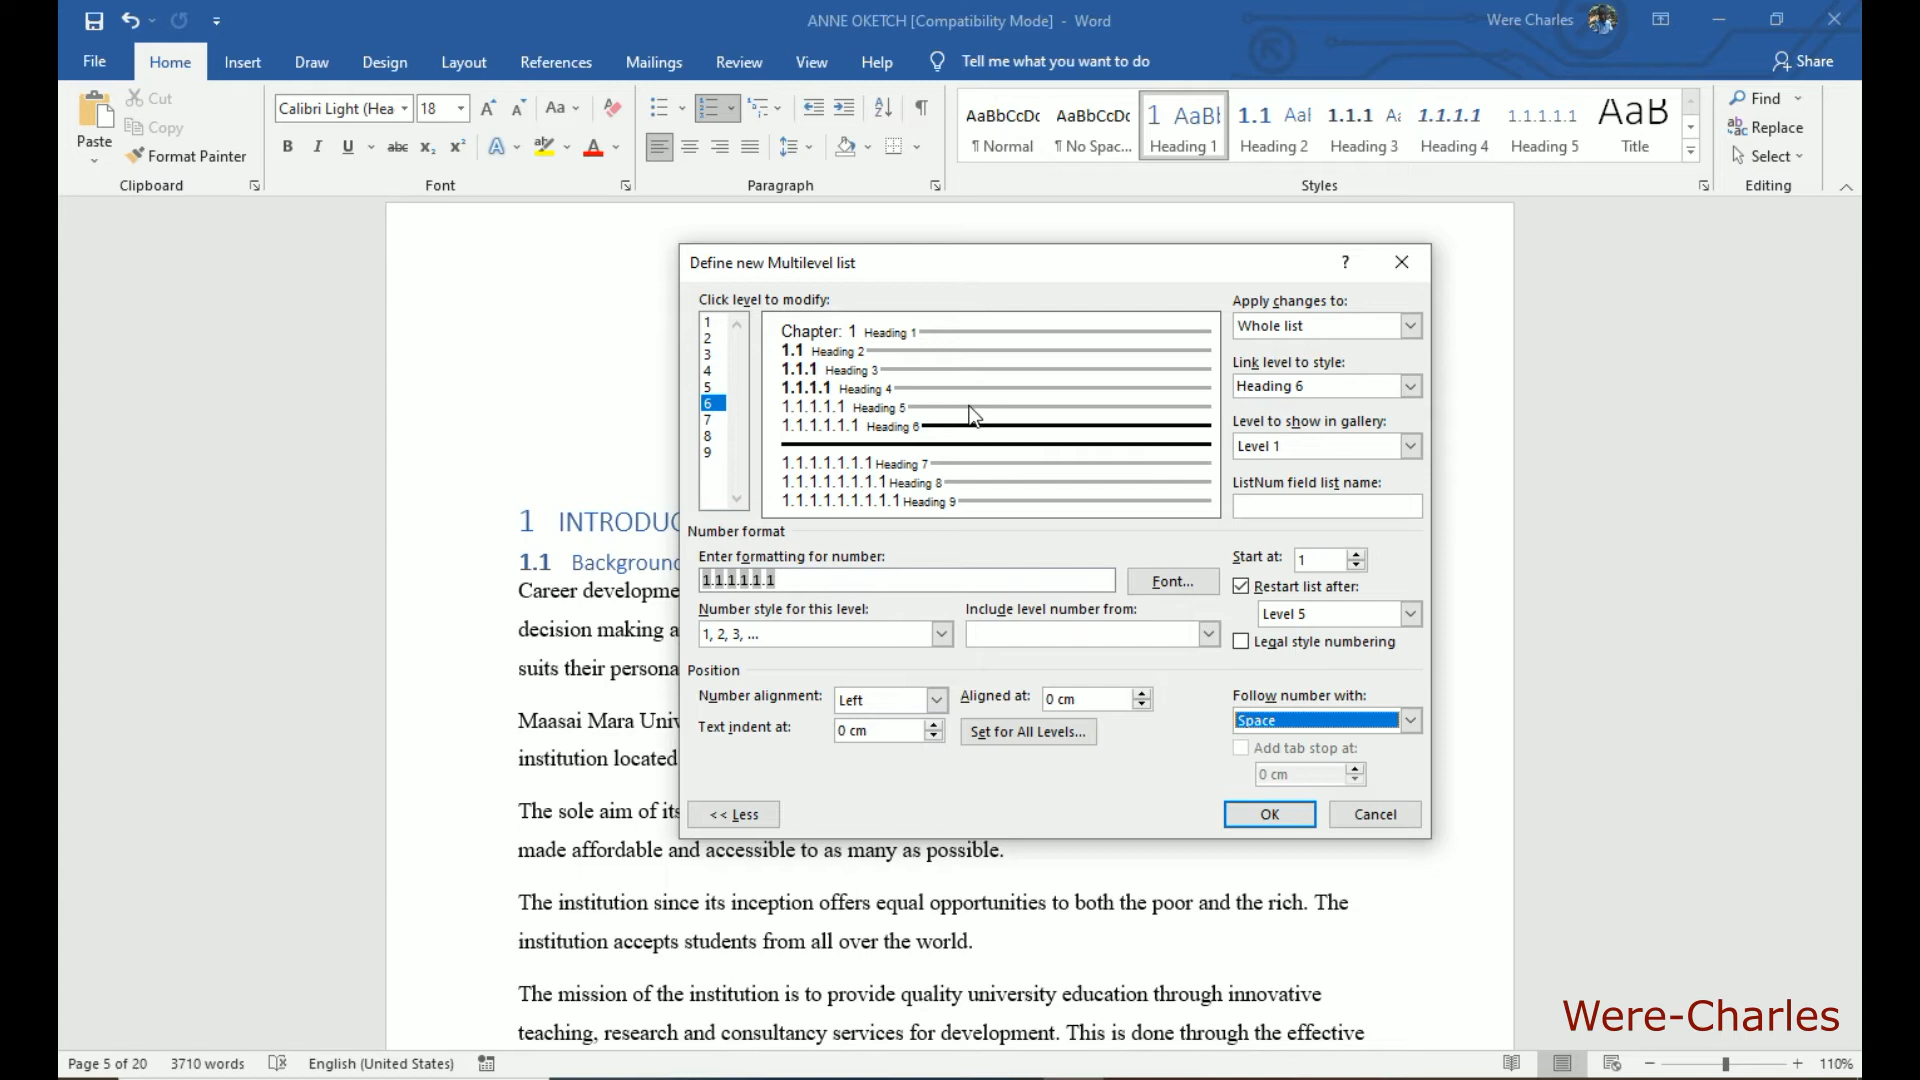 ANNE OKETCH [Compatibility Mode] - Word
Were Charles
File Home Insert Draw Design Layout References Mailings Review View Help Tell me what you want to do Share
Paste
Cut
Copy
Format Painter
Clipboard
Calibri Light (Hea 18 Aa
B I U abc x₂ x² A ab A
Font
Paragraph
AaBbCcDc AaBbCcDc 1 AaBb 1.1 Aal 1.1.1 Aa 1.1.1.1 1.1.1.1.1 AaB
¶ Normal ¶ No Spac... Heading 1 Heading 2 Heading 3 Heading 4 Heading 5 Title
Styles
Find
Replace
Select
Editing
Define new Multilevel list ?
Click level to modify:
1
2
3
4
5
6
7
8
9
Chapter: 1 Heading 1
1.1 Heading 2
1.1.1 Heading 3
1.1.1.1 Heading 4
1.1.1.1.1 Heading 5
1.1.1.1.1.1 Heading 6
1.1.1.1.1.1.1 Heading 7
1.1.1.1.1.1.1.1 Heading 8
1.1.1.1.1.1.1.1.1 Heading 9
Apply changes to:
Whole list
Link level to style:
Heading 6
Level to show in gallery:
Level 1
ListNum field list name:
Number format
Enter formatting for number:
1.1.1.1.1.1
Font...
Number style for this level:
1, 2, 3, ...
Include level number from:
Start at: 1
Restart list after:
Level 5
Legal style numbering
Position
Number alignment: Left
Aligned at: 0 cm
Text indent at: 0 cm
Set for All Levels...
Follow number with:
Space
Add tab stop at:
0 cm
<< Less
OK
Cancel
1 INTRODUC
1.1 Background
Career developme
decision making a
suits their persona
Maasai Mara Univ
institution located
The sole aim of its
made affordable and accessible to as many as possible.
The institution since its inception offers equal opportunities to both the poor and the rich. The
institution accepts students from all over the world.
The mission of the institution is to provide quality university education through innovative
teaching, research and consultancy services for development. This is done through the effective
Were-Charles
Page 5 of 20 3710 words English (United States) 110%